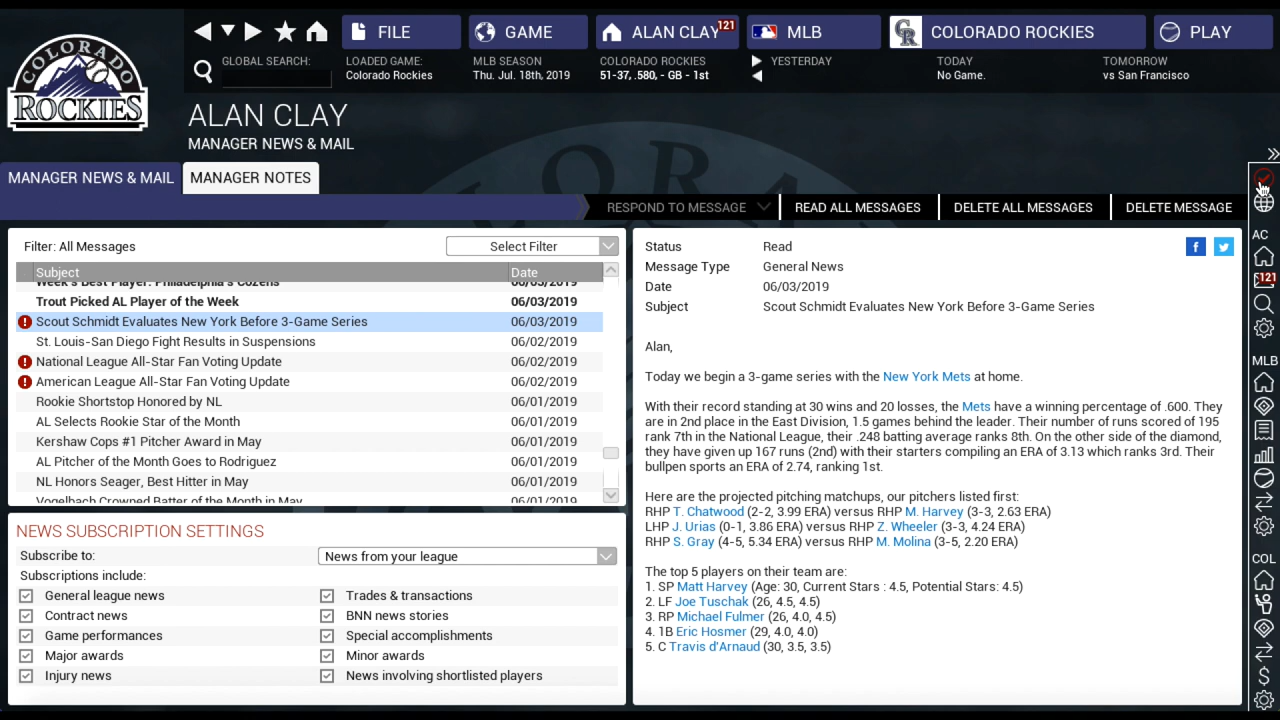 COLORADO
ROCKIES
FILE
GAME
ALAN CLAY
121
MLB
CR
COLORADO ROCKIES
PLAY
GLOBAL SEARCH:
LOADED GAME:
Colorado Rockies
MLB SEASON
Thu. Jul. 18th, 2019
COLORADO ROCKIES
51-37, .580, - GB - 1st
YESTERDAY
TODAY
No Game.
TOMORROW
vs San Francisco
ALAN CLAY
MANAGER NEWS & MAIL
MANAGER NEWS & MAIL
MANAGER NOTES
RESPOND TO MESSAGE
READ ALL MESSAGES
DELETE ALL MESSAGES
DELETE MESSAGE
Filter: All Messages
Select Filter
Subject Date
Week's Best Player: Philadelphia's Cozens 06/03/2019
Trout Picked AL Player of the Week 06/03/2019
Scout Schmidt Evaluates New York Before 3-Game Series 06/03/2019
St. Louis-San Diego Fight Results in Suspensions 06/02/2019
National League All-Star Fan Voting Update 06/02/2019
American League All-Star Fan Voting Update 06/02/2019
Rookie Shortstop Honored by NL 06/01/2019
AL Selects Rookie Star of the Month 06/01/2019
Kershaw Cops #1 Pitcher Award in May 06/01/2019
AL Pitcher of the Month Goes to Rodriguez 06/01/2019
NL Honors Seager, Best Hitter in May 06/01/2019
Vogelbach Crowned Batter of the Month in May 06/01/2019
NEWS SUBSCRIPTION SETTINGS
Subscribe to: News from your league
Subscriptions include:
General league news
Trades & transactions
Contract news
BNN news stories
Game performances
Special accomplishments
Major awards
Minor awards
Injury news
News involving shortlisted players
Status Read
Message Type General News
Date 06/03/2019
Subject Scout Schmidt Evaluates New York Before 3-Game Series
Alan,
Today we begin a 3-game series with the New York Mets at home.
With their record standing at 30 wins and 20 losses, the Mets have a winning percentage of .600. They
are in 2nd place in the East Division, 1.5 games behind the leader. Their number of runs scored of 195
rank 7th in the National League, their .248 batting average ranks 8th. On the other side of the diamond,
they have given up 167 runs (2nd) with their starters compiling an ERA of 3.13 which ranks 3rd. Their
bullpen sports an ERA of 2.74, ranking 1st.
Here are the projected pitching matchups, our pitchers listed first:
RHP T. Chatwood (2-2, 3.99 ERA) versus RHP M. Harvey (3-3, 2.63 ERA)
LHP J. Urias (0-1, 3.86 ERA) versus RHP Z. Wheeler (3-3, 4.24 ERA)
RHP S. Gray (4-5, 5.34 ERA) versus RHP M. Molina (3-5, 2.20 ERA)
The top 5 players on their team are:
1. SP Matt Harvey (Age: 30, Current Stars : 4.5, Potential Stars: 4.5)
2. LF Joe Tuschak (26, 4.5, 4.5)
3. RP Michael Fulmer (26, 4.0, 4.5)
4. 1B Eric Hosmer (29, 4.0, 4.0)
5. C Travis d'Arnaud (30, 3.5, 3.5)
AC
121
MLB
COL
$